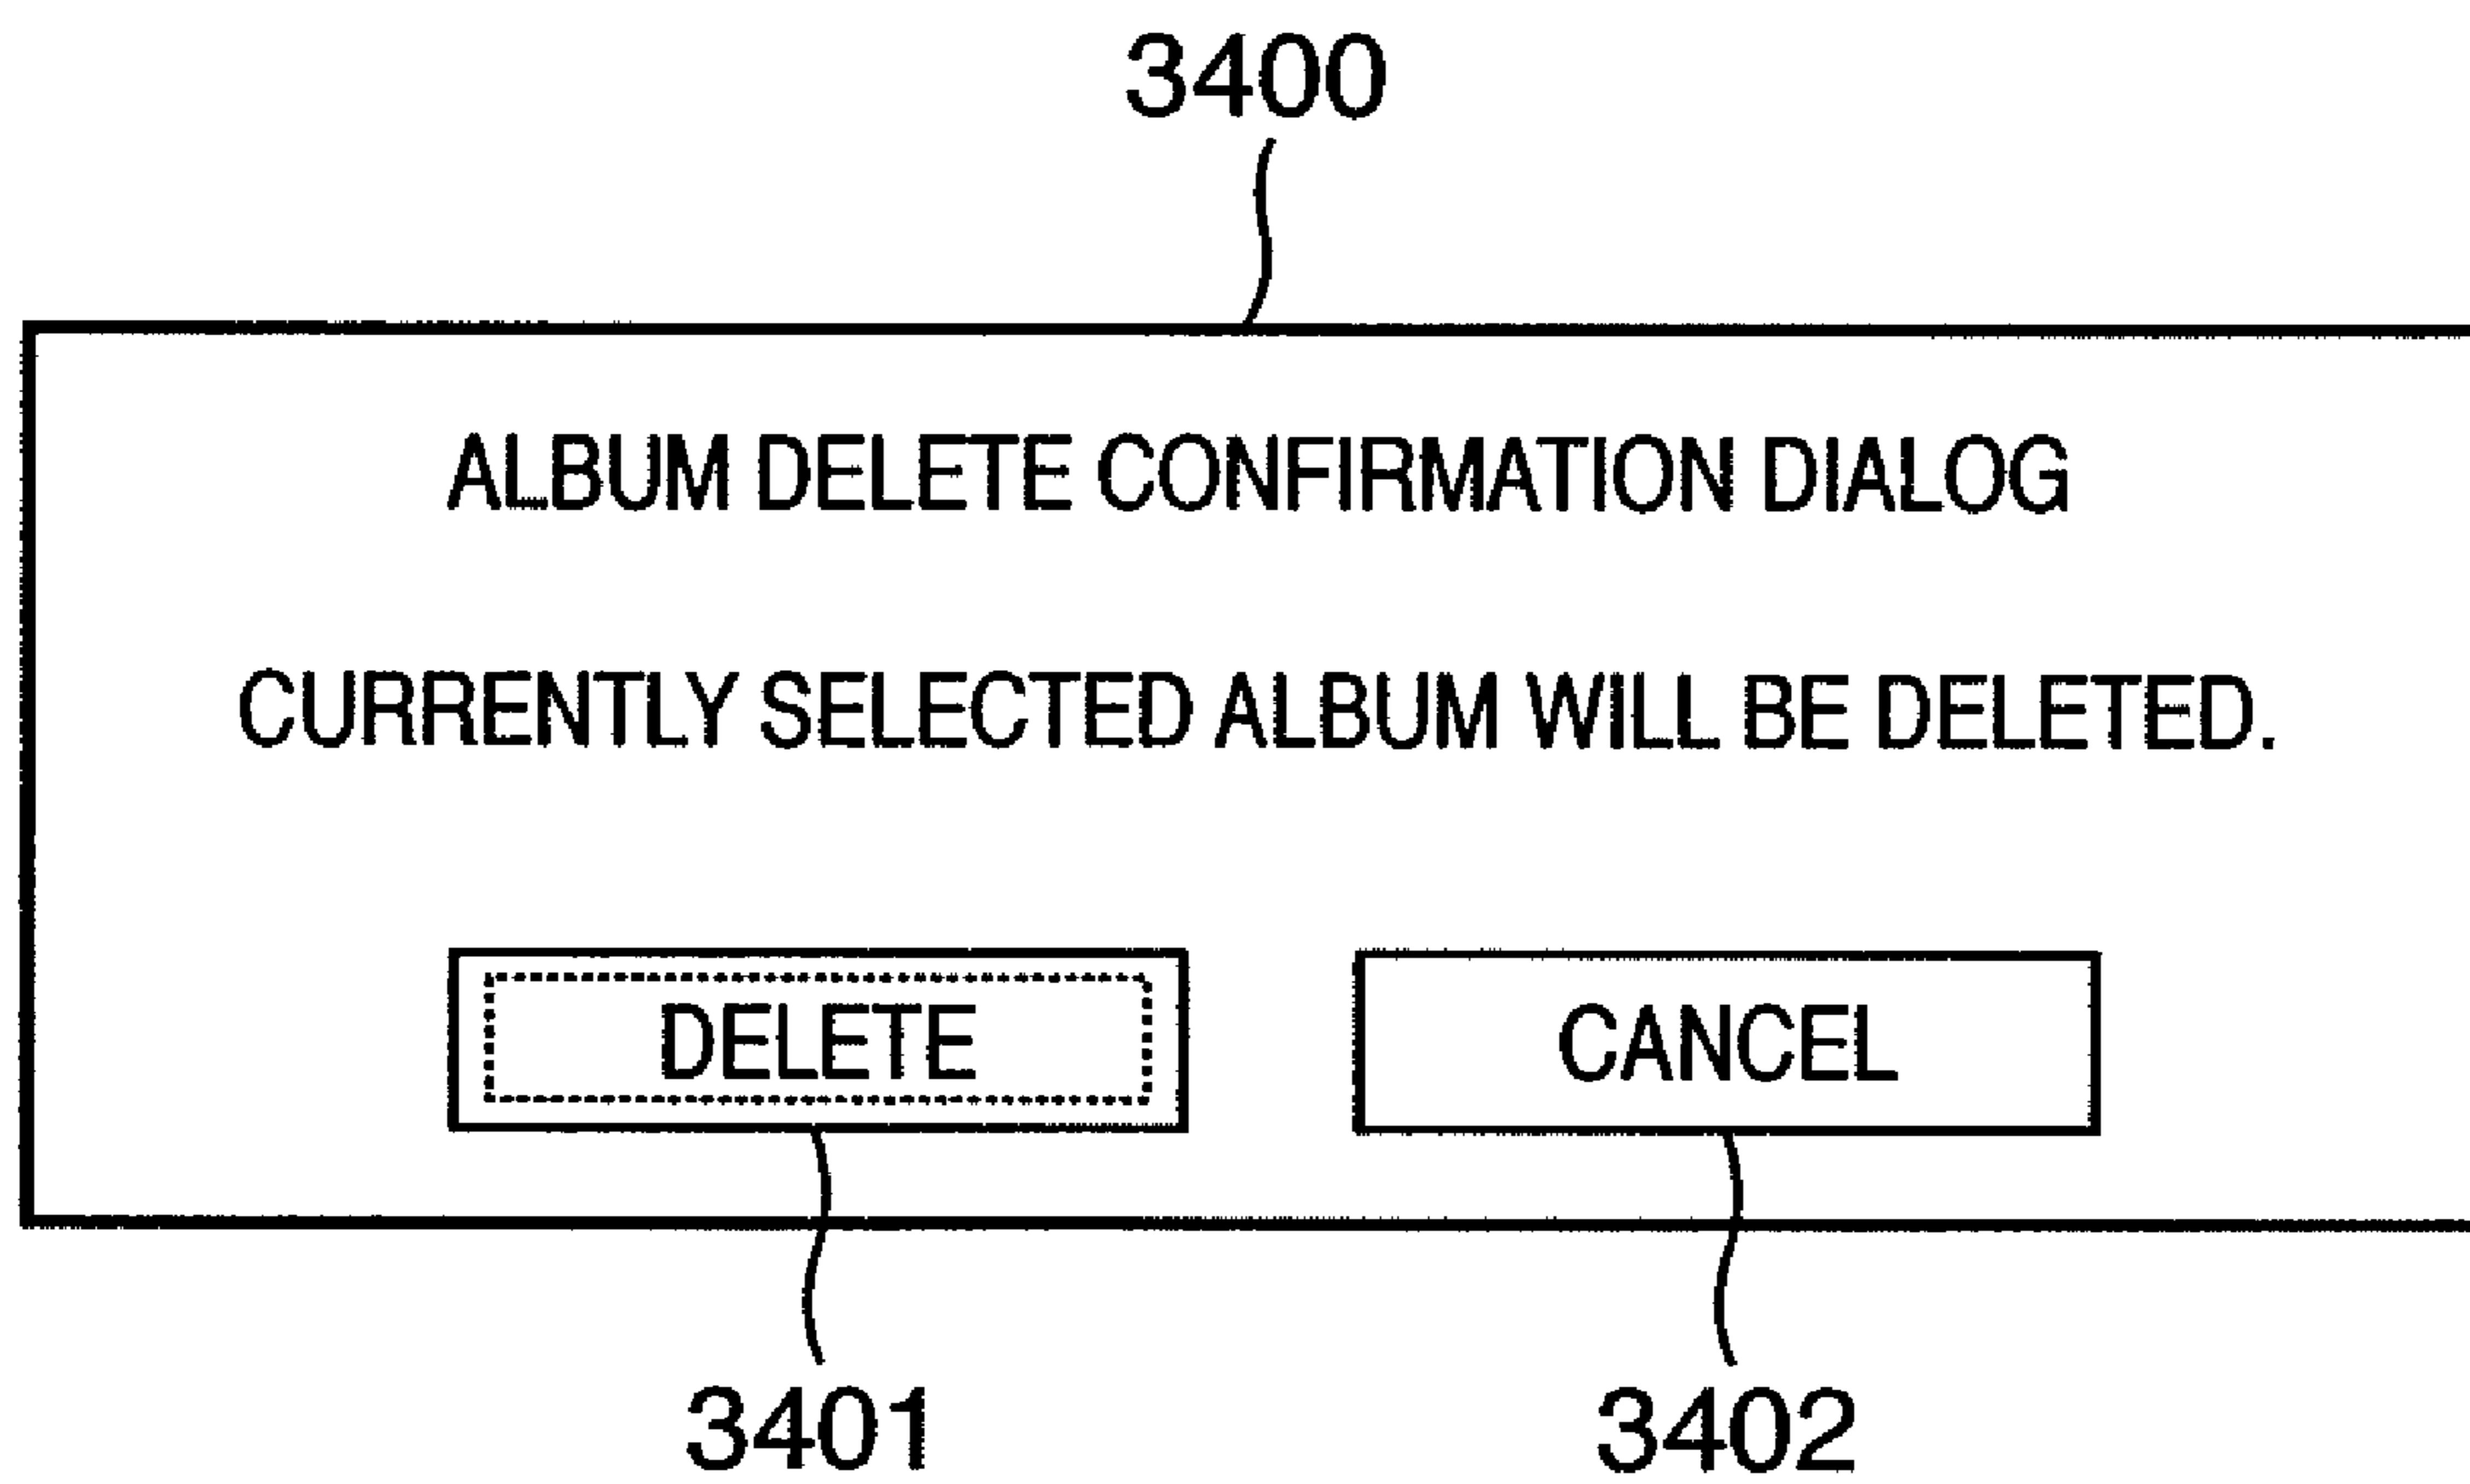 3400
ALBUM DELETE CONFIRMATION DIALOG
CURRENTLY SELECTED ALBUM WILL BE DELETED.
DELETE
CANCEL
3401
3402